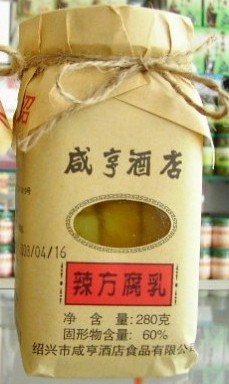 绍
咸亨酒店
08/04/16
辣方腐乳
净 含 量: 280克
固形物含量: 60%
绍兴市咸亨酒店食品有限公